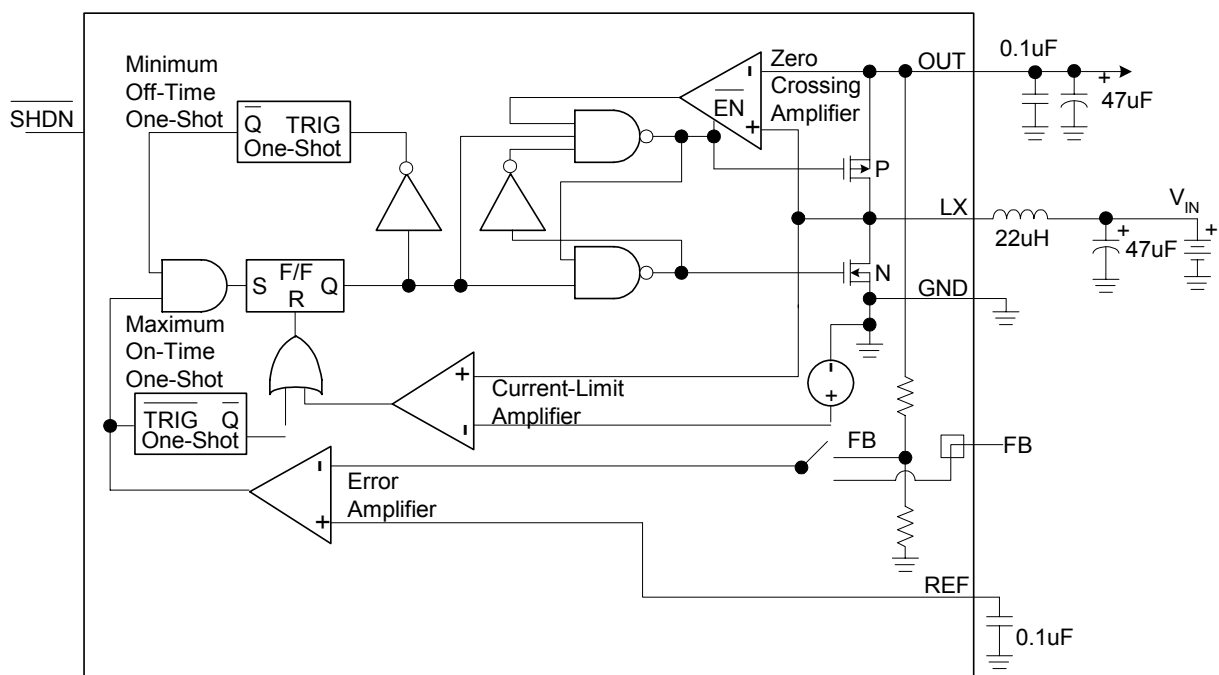 OUT
0.1uF
+
47uF
Zero
Crossing
Amplifier
-
EN
+
Minimum
Off-Time
One-Shot
SHDN
Q TRIG
One-Shot
P
LX
22uH
VIN
+
47uF
+
N
GND
S F/F Q
R
Maximum
On-Time
One-Shot
TRIG Q
One-Shot
+
-
Current-Limit
Amplifier
-
+
FB
FB
-
+
Error
Amplifier
REF
0.1uF